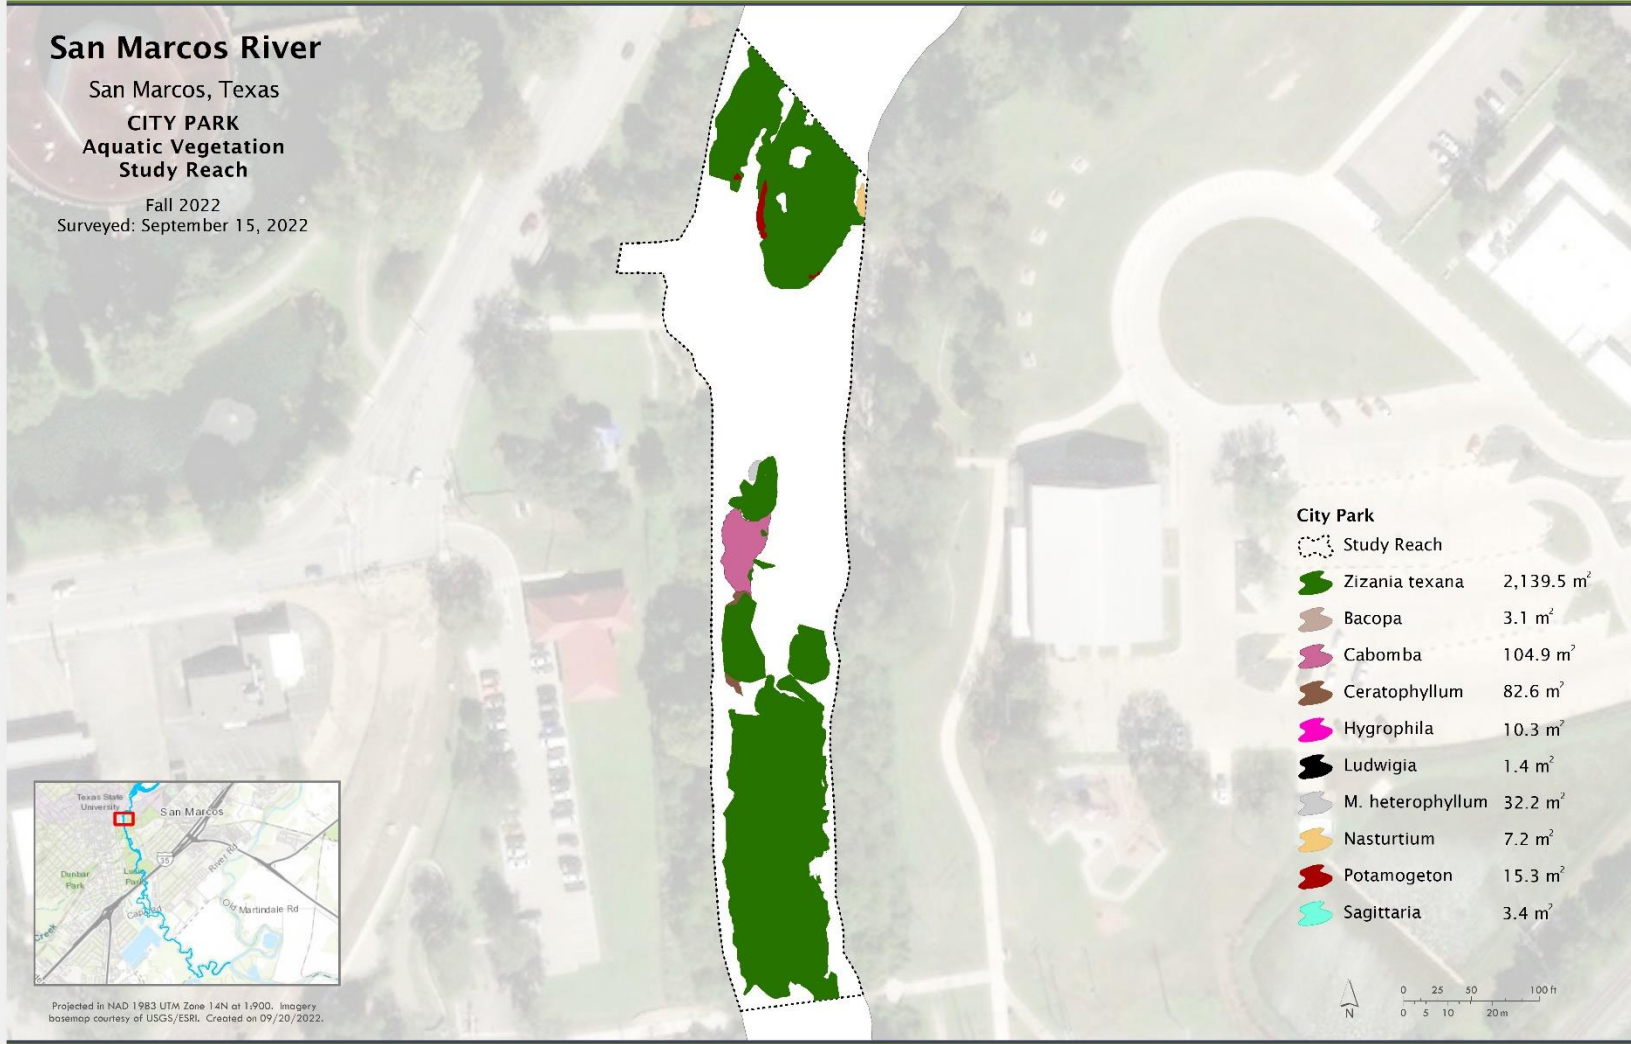 San Marcos River
San Marcos, Texas
CITY PARK
Aquatic Vegetation
Study Reach
Fall 2022
Surveyed: September 15, 2022
City Park
Study Reach
Zizania texana 2,139.5 m²
Bacopa 3.1 m²
Cabomba 104.9 m²
Ceratophyllum 82.6 m²
Hygrophila 10.3 m²
Ludwigia 1.4 m²
M. heterophyllum 32.2 m²
Nasturtium 7.2 m²
Potamogeton 15.3 m²
Sagittaria 3.4 m²
Texas State
University
San Marcos
35
River Rd
Dunbar
Park
Park
Old Martindale Rd
Creek
Projected in NAD 1983 UTM Zone 14N at 1:900. Imagery
basemap courtesy of USGS/ESRI. Created on 09/20/2022.
N
0 25 50 100 ft
0 5 10 20 m